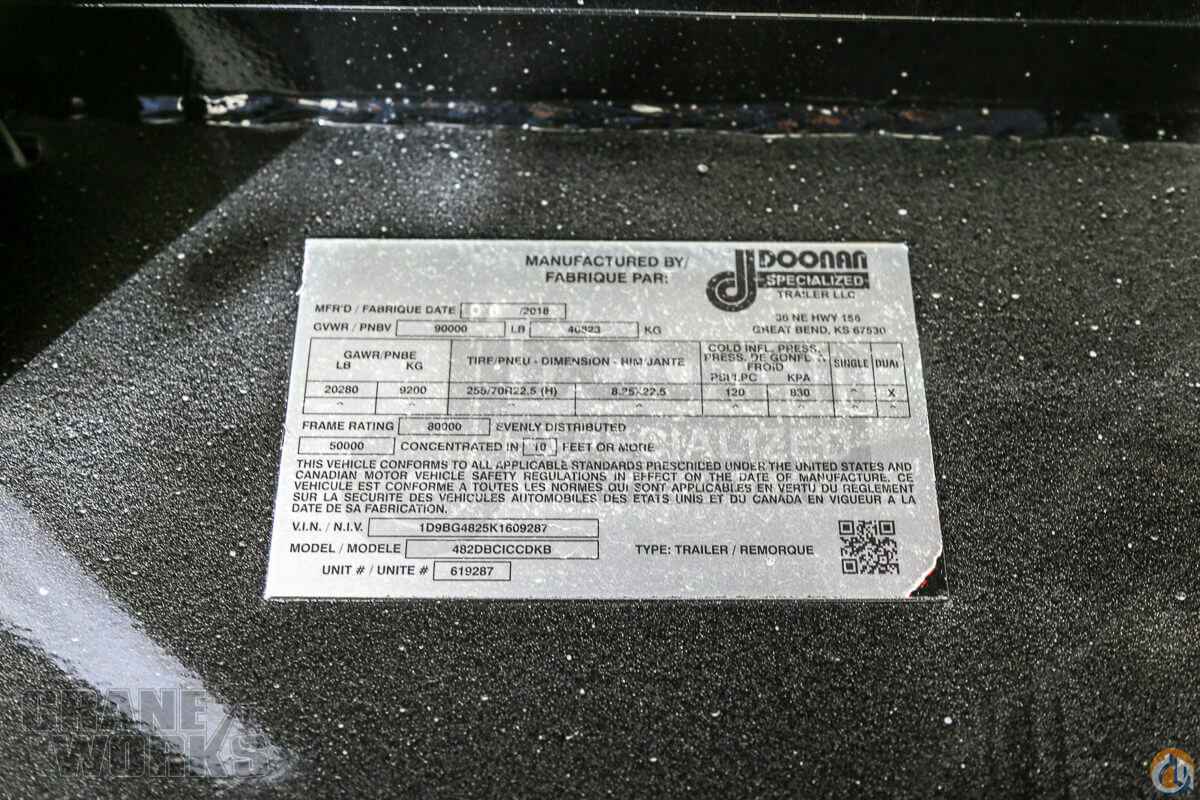 MANUFACTURED BY/
FABRIQUE PAR:
DOONAN
SPECIALIZED
TRAILER LLC
36 NE HWY 156
GREAT BEND, KS 67530
MFR'D / FABRIQUE DATE /2018
GVWR / PNBV 90000 LB 40823 KG
GAWR/PNBE
LB KG
TIRE/PNEU - DIMENSION - RIM/JANTE
COLD INFL. PRESS.
PRESS. DE GONFL. A
FROID
PSI/LPC KPA
SINGLE DUAL
20280 9200 255/70R22.5 (H) 8.25X22.5 120 830 - X
- - - - - - - -
FRAME RATING 80000 EVENLY DISTRIBUTED
50000 CONCENTRATED IN 10 FEET OR MORE
THIS VEHICLE CONFORMS TO ALL APPLICABLE STANDARDS PRESCRIBED UNDER THE UNITED STATES AND
CANADIAN MOTOR VEHICLE SAFETY REGULATIONS IN EFFECT ON THE DATE OF MANUFACTURE. CE
VEHICULE EST CONFORME A TOUTES LES NORMES QUI SONT APPLICABLES EN VERTU DU REGLEMENT
SUR LA SECURITE DES VEHICULES AUTOMOBILES DES ETATS UNIS ET DU CANADA EN VIGUEUR A LA
DATE DE SA FABRICATION.
V.I.N. / N.I.V. 1D9BG4825K1609287
MODEL / MODELE 482DBCICCDKB
TYPE: TRAILER / REMORQUE
UNIT # / UNITE # 619287
CRANE
WORKS